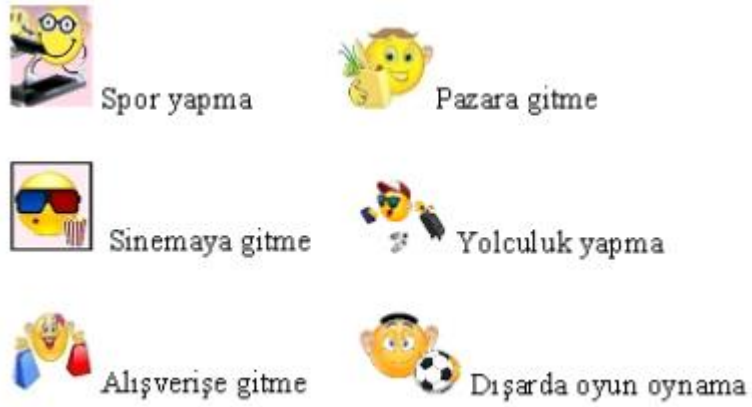 Spor yapma
Pazara gitme
Sinemaya gitme
Yolculuk yapma
Alışverişe gitme
Dışarda oyun oynama